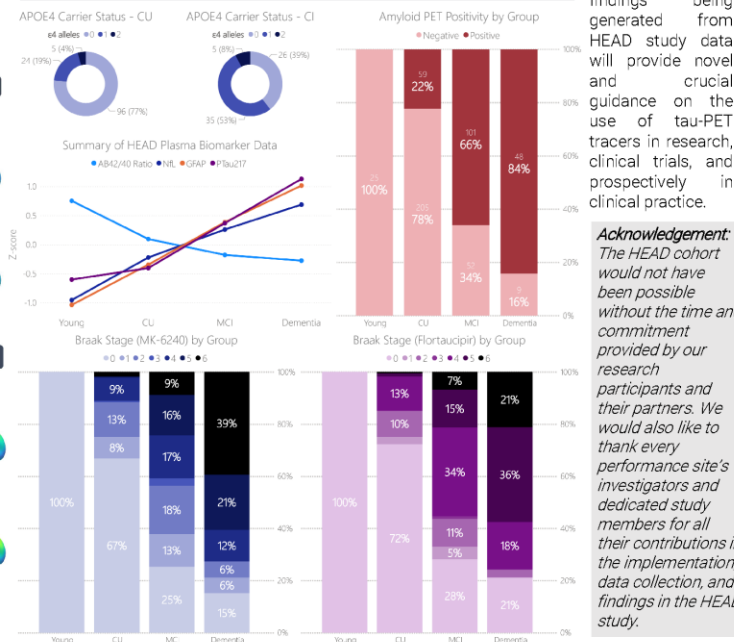 APOE4 Carrier Status - CU
ε4 alleles 0 1 2
5 (4%)
24 (19%)
96 (77%)
APOE4 Carrier Status - CI
ε4 alleles 0 1 2
5 (8%)
26 (39%)
35 (53%)
Summary of HEAD Plasma Biomarker Data
AB42/40 Ratio NfL GFAP PTau217
Z-score
1.0
0.5
0.0
-0.5
-1.0
Young CU MCI Dementia
Amyloid PET Positivity by Group
Negative Positive
100%
80%
60%
40%
20%
0%
100%
59
22%
78%
101
66%
52
34%
48
84%
9
16%
Young CU MCI Dementia
Braak Stage (MK-6240) by Group
0 1 2 3 4 5 6
100%
80%
60%
40%
20%
0%
100%
9%
13%
8%
67%
9%
16%
17%
18%
13%
25%
39%
21%
12%
6%
6%
15%
Young CU MCI Dementia
Braak Stage (Flortaucipir) by Group
0 1 2 3 4 5 6
100%
80%
60%
40%
20%
0%
100%
13%
10%
72%
7%
15%
34%
11%
5%
28%
21%
36%
18%
21%
Young CU MCI Dementia
findings being
generated from
HEAD study data
will provide novel
and crucial
guidance on the
use of tau-PET
tracers in research,
clinical trials, and
prospectively in
clinical practice.
Acknowledgement:
The HEAD cohort
would not have
been possible
without the time an
commitment
provided by our
research
participants and
their partners. We
would also like to
thank every
performance site's
investigators and
dedicated study
members for all
their contributions i
the implementation
data collection, and
findings in the HEAD
study.